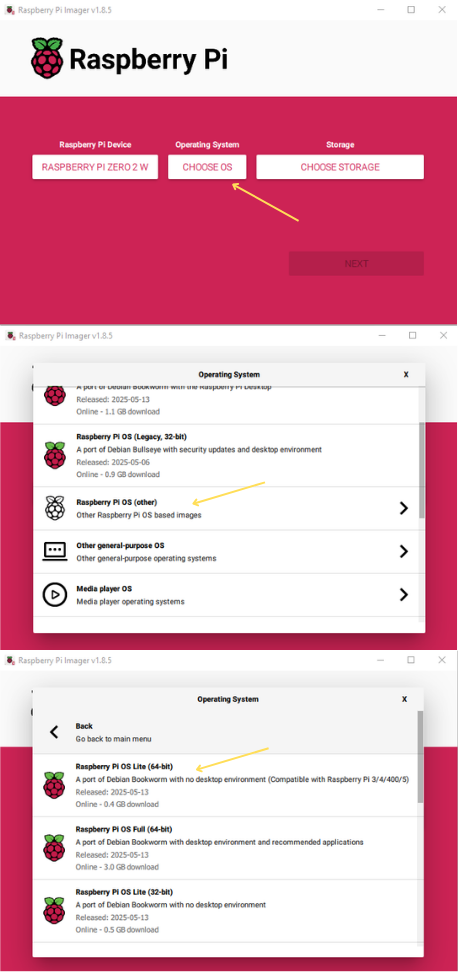 Raspberry Pi Imager v1.8.5
Raspberry Pi
Raspberry Pi Device
Operating System
Storage
RASPBERRY PI ZERO 2 W
CHOOSE OS
CHOOSE STORAGE
NEXT
Raspberry Pi Imager v1.8.5
Operating System
X
A port of Debian Bookworm with the Raspberry Pi Desktop
Released: 2025-05-13
Online - 1.1 GB download
Raspberry Pi OS (Legacy, 32-bit)
A port of Debian Bullseye with security updates and desktop environment
Released: 2025-05-06
Online - 0.9 GB download
Raspberry Pi OS (other)
Other Raspberry Pi OS based images
Other general-purpose OS
Other general-purpose operating systems
Media player OS
Media player operating systems
Raspberry Pi Imager v1.8.5
Operating System
X
Back
Go back to main menu
Raspberry Pi OS Lite (64-bit)
A port of Debian Bookworm with no desktop environment (Compatible with Raspberry Pi 3/4/400/5)
Released: 2025-05-13
Online - 0.4 GB download
Raspberry Pi OS Full (64-bit)
A port of Debian Bookworm with desktop environment and recommended applications
Released: 2025-05-13
Online - 3.0 GB download
Raspberry Pi OS Lite (32-bit)
A port of Debian Bookworm with no desktop environment
Released: 2025-05-13
Online - 0.5 GB download